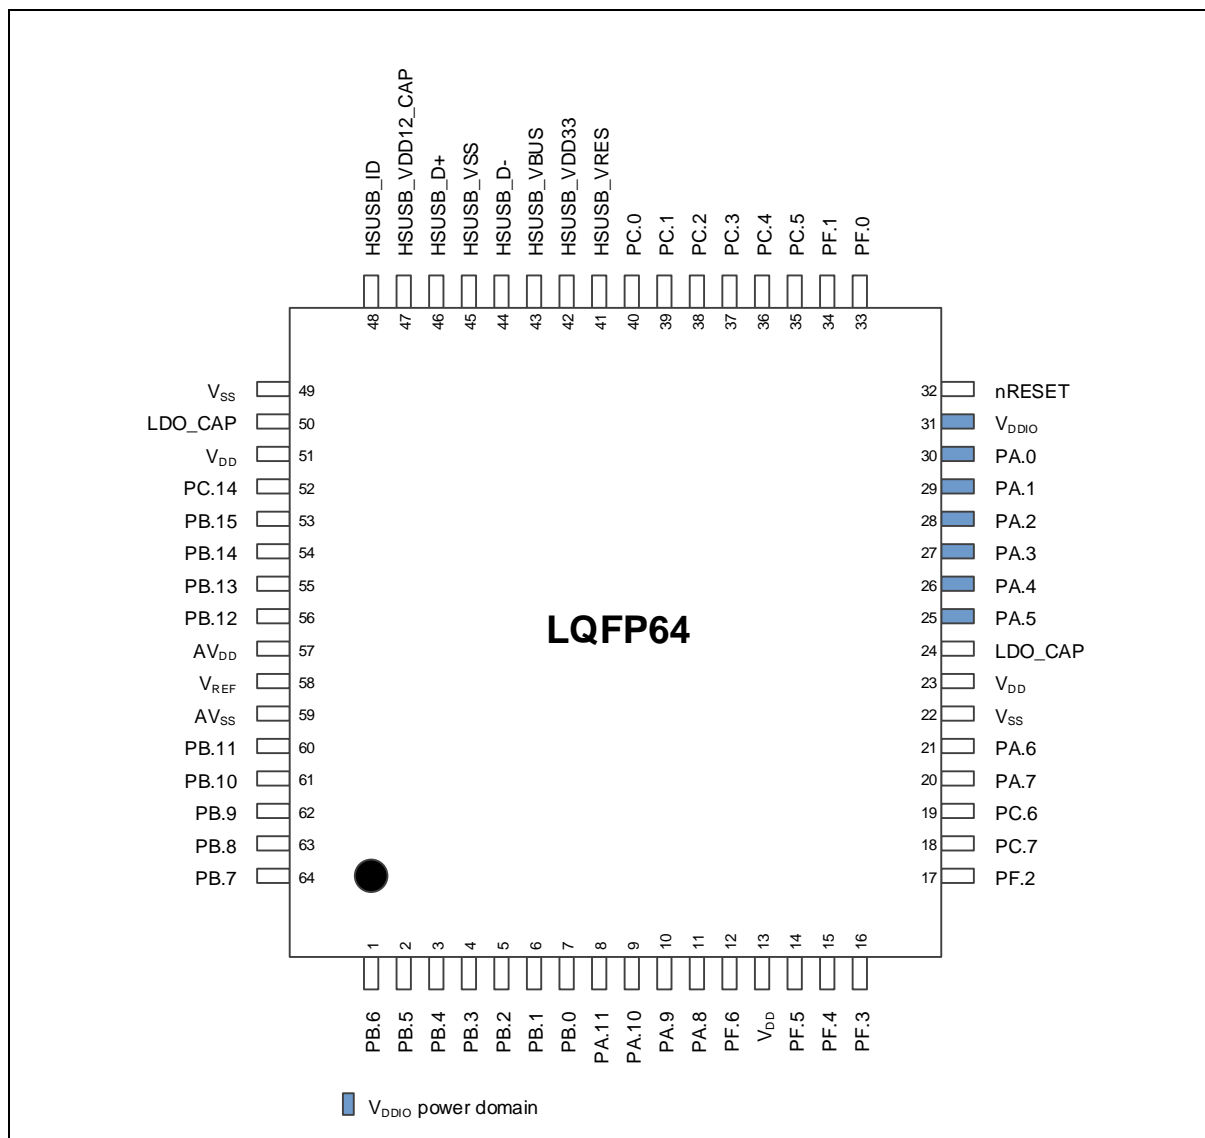 HSUSB_ID
HSUSB_VDD12_CAP
HSUSB_D+
HSUSB_VSS
HSUSB_D-
HSUSB_VBUS
HSUSB_VDD33
HSUSB_VRES
PC.0
PC.1
PC.2
PC.3
PC.4
PC.5
PF.1
PF.0
48 47 46 45 44 43 42 41 40 39 38 37 36 35 34 33
VSS 49
LDO_CAP 50
VDD 51
PC.14 52
PB.15 53
PB.14 54
PB.13 55
PB.12 56
AVDD 57
VREF 58
AVSS 59
PB.11 60
PB.10 61
PB.9 62
PB.8 63
PB.7 64
LQFP64
32 nRESET
31 VDDIO
30 PA.0
29 PA.1
28 PA.2
27 PA.3
26 PA.4
25 PA.5
24 LDO_CAP
23 VDD
22 VSS
21 PA.6
20 PA.7
19 PC.6
18 PC.7
17 PF.2
1 2 3 4 5 6 7 8 9 10 11 12 13 14 15 16
PB.6
PB.5
PB.4
PB.3
PB.2
PB.1
PB.0
PA.11
PA.10
PA.9
PA.8
PF.6
VDD
PF.5
PF.4
PF.3
VDDIO power domain